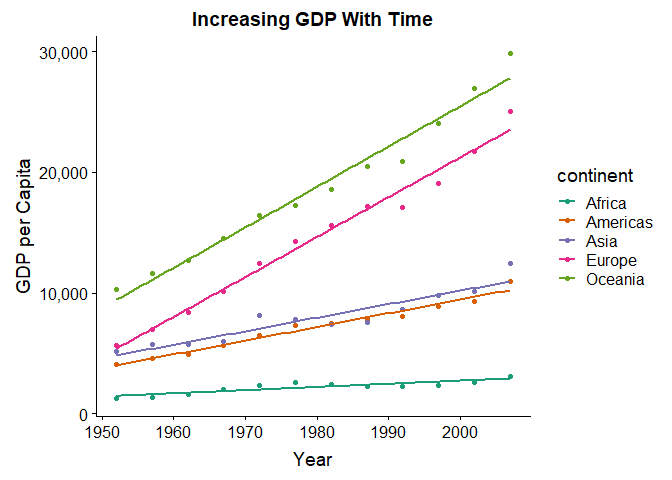 Increasing GDP With Time
30,000
20,000
10,000
0
GDP per Capita
1950
1960
1970
1980
1990
2000
Year
continent
Africa
Americas
Asia
Europe
Oceania